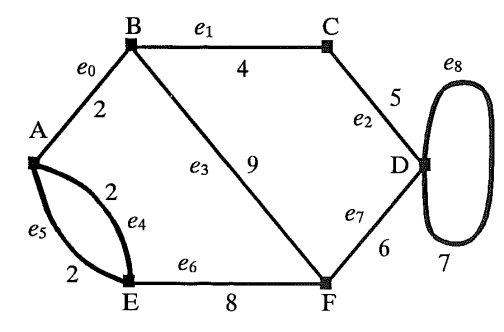 B e₁ C
e₀ 4 e₈
2 5
A e₂
e₃ 9 D
2
e₅ e₄ e₇
2 e₆ 6 7
E 8 F